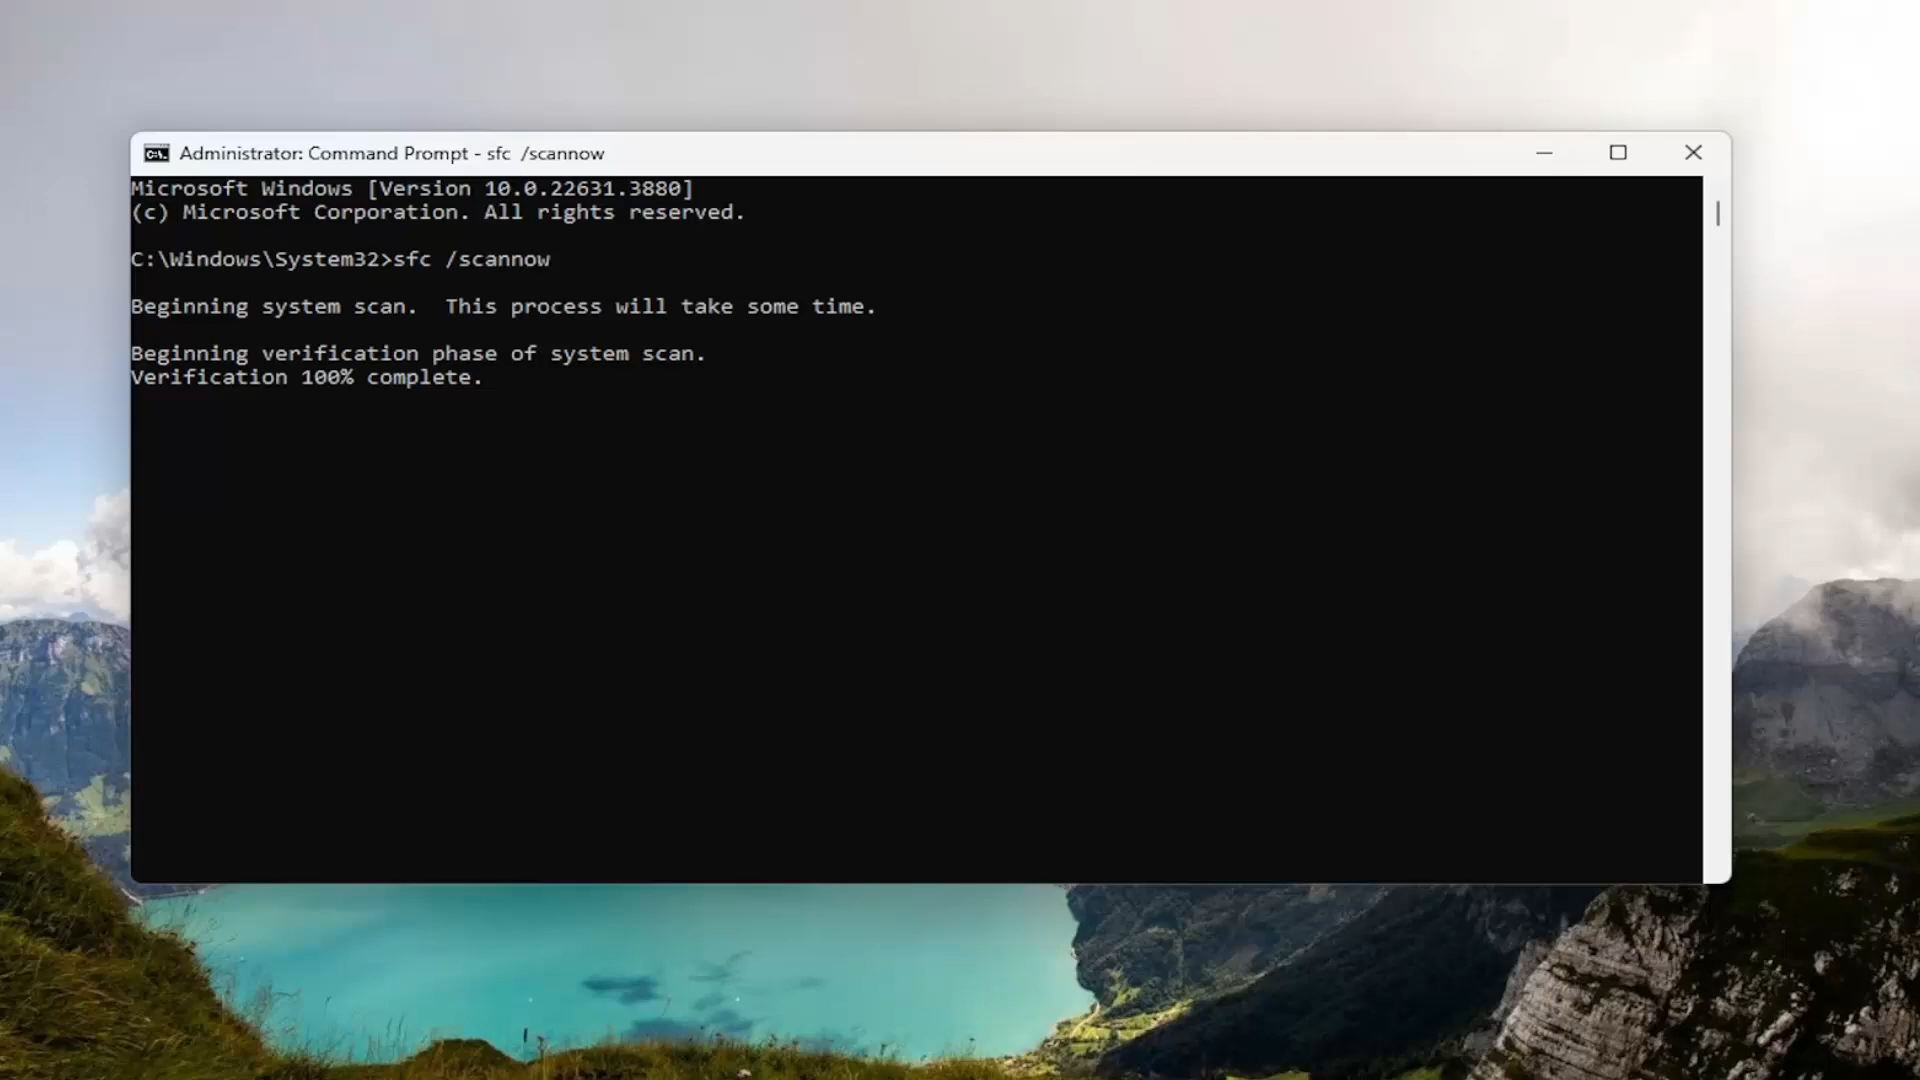 Administrator: Command Prompt - sfc  /scannow
Microsoft Windows [Version 10.0.22631.3880]
(c) Microsoft Corporation. All rights reserved.
C:\Windows\System32>sfc /scannow
Beginning system scan.  This process will take some time.
Beginning verification phase of system scan.
Verification 100% complete.